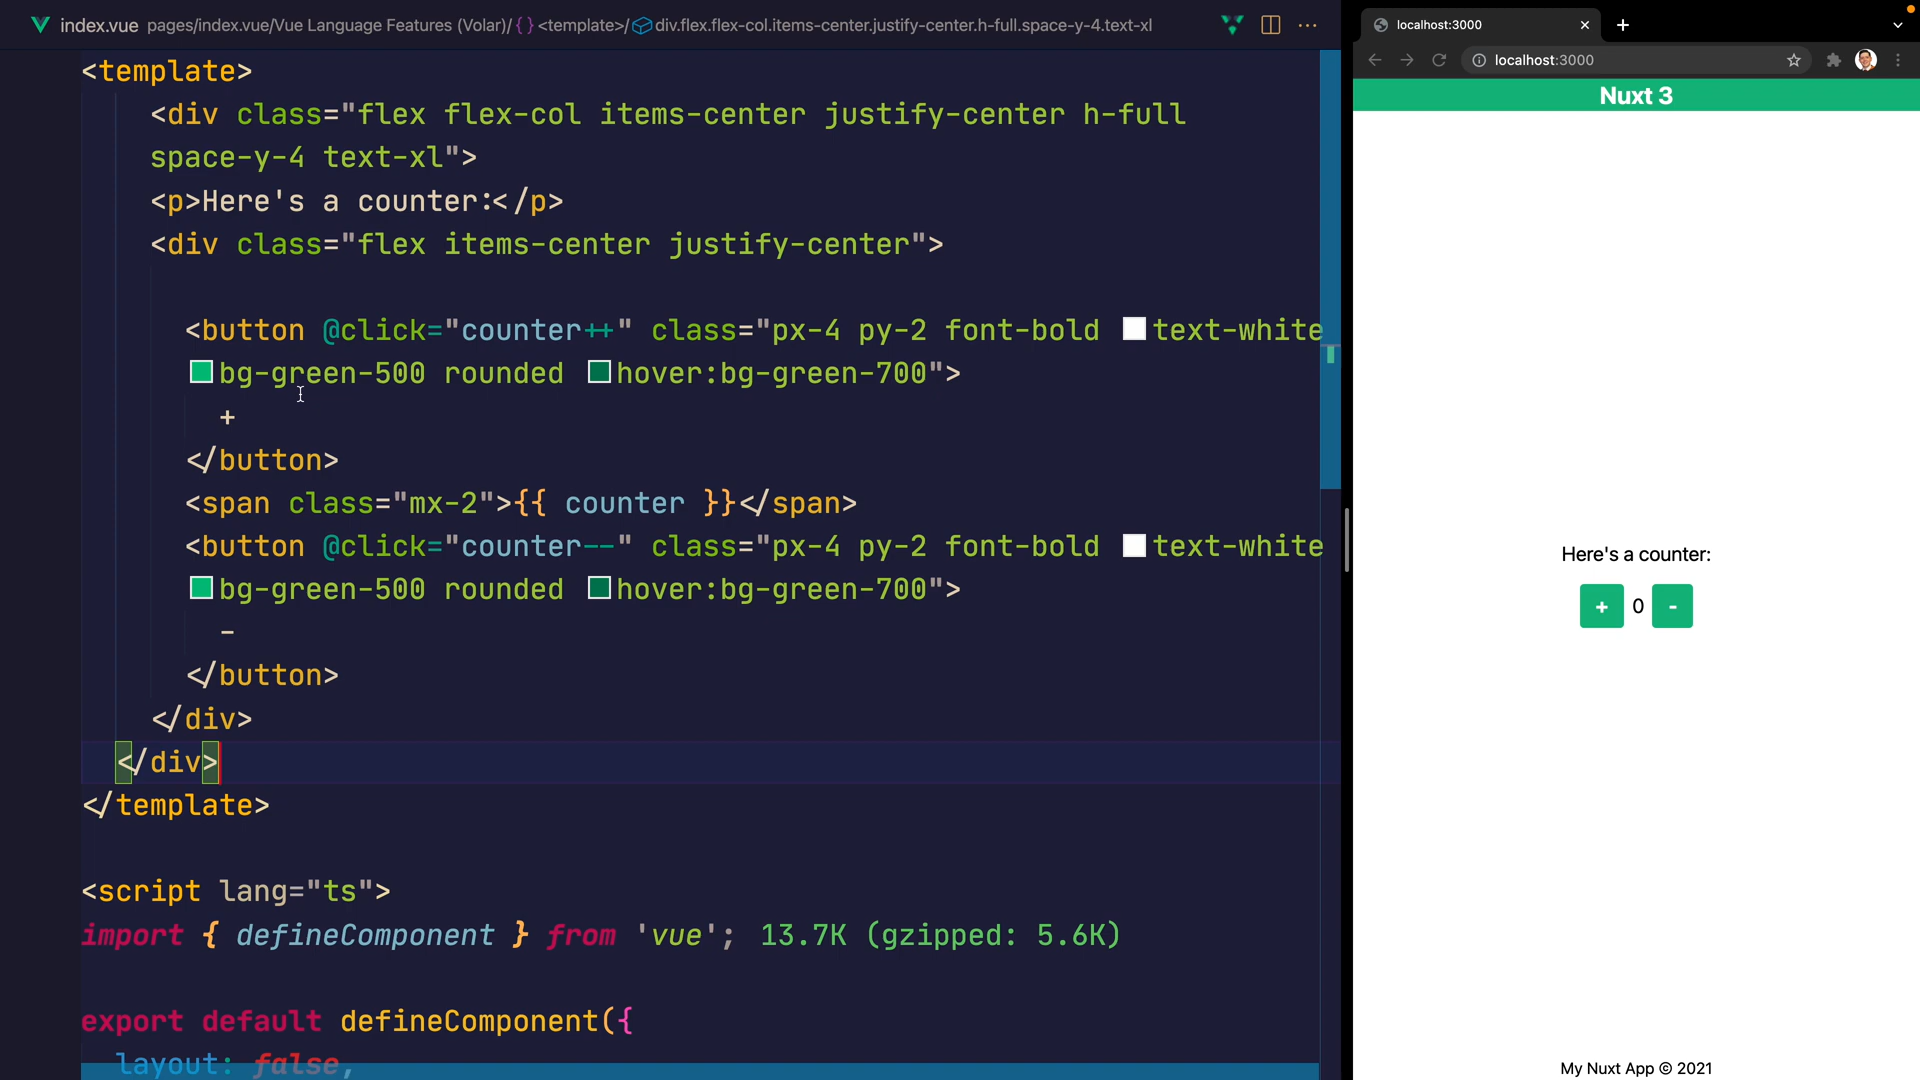 index.vue pages/index.vue/Vue Language Features (Volar)/{} <template>/div.flex.flex-col.items-center.justify-center.h-full.space-y-4.text-xl
<template>
<div class="flex flex-col items-center justify-center h-full
space-y-4 text-xl">
<p>Here's a counter:</p>
<div class="flex items-center justify-center">
<button @click="counter++" class="px-4 py-2 font-bold text-white
bg-green-500 rounded hover:bg-green-700">
+
</button>
<span class="mx-2">{{ counter }}</span>
<button @click="counter--" class="px-4 py-2 font-bold text-white
bg-green-500 rounded hover:bg-green-700">
-
</button>
</div>
</div>
</template>
<script lang="ts">
import { defineComponent } from 'vue'; 13.7K (gzipped: 5.6K)
export default defineComponent({
layout: false,
localhost:3000
localhost:3000
Nuxt 3
Here's a counter:
+ 0 -
My Nuxt App © 2021